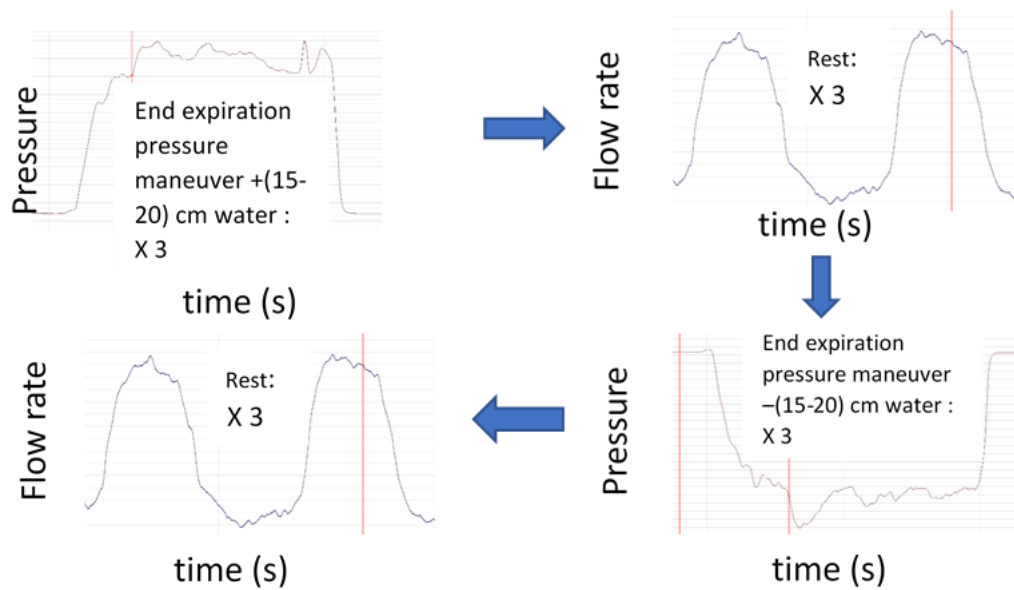 Pressure
End expiration
pressure
maneuver +(15-
20) cm water :
X 3
time (s)
Flow rate
Rest:
X 3
time (s)
Pressure
End expiration
pressure maneuver
–(15-20) cm water :
X 3
time (s)
Flow rate
Rest:
X 3
time (s)